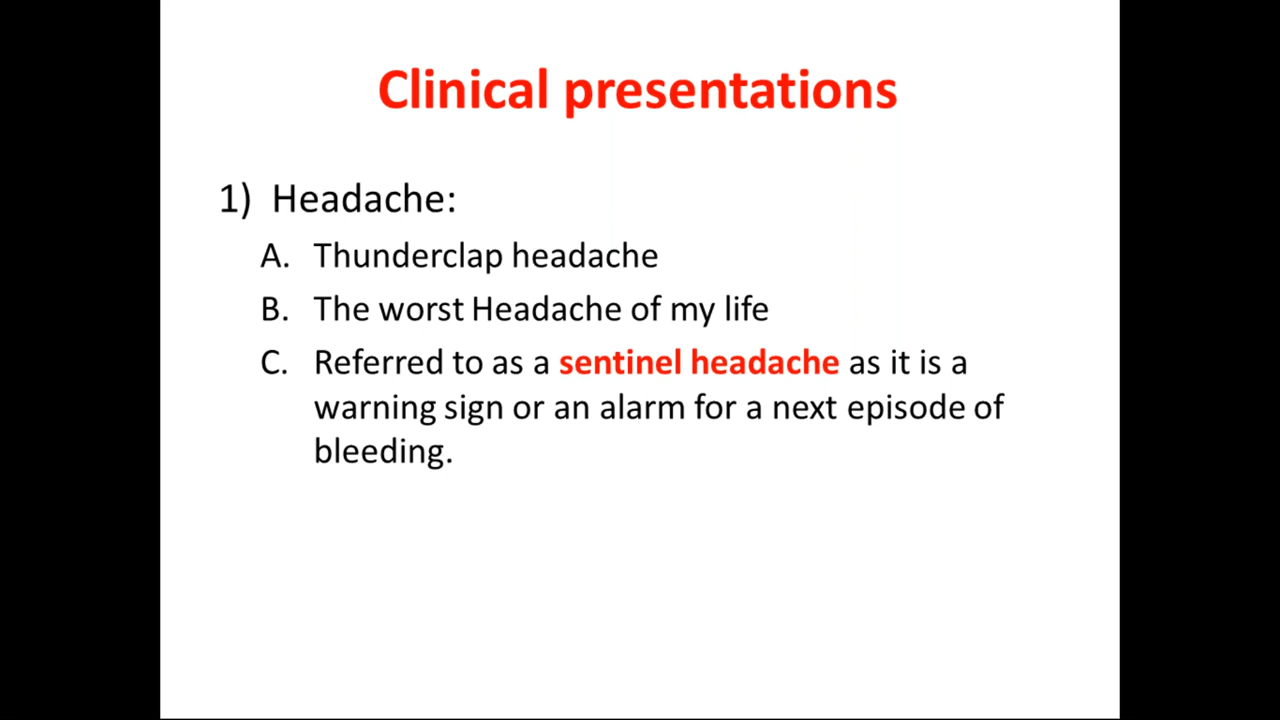 Clinical presentations
1) Headache:
A. Thunderclap headache
B. The worst Headache of my life
C. Referred to as a sentinel headache as it is a
warning sign or an alarm for a next episode of
bleeding.